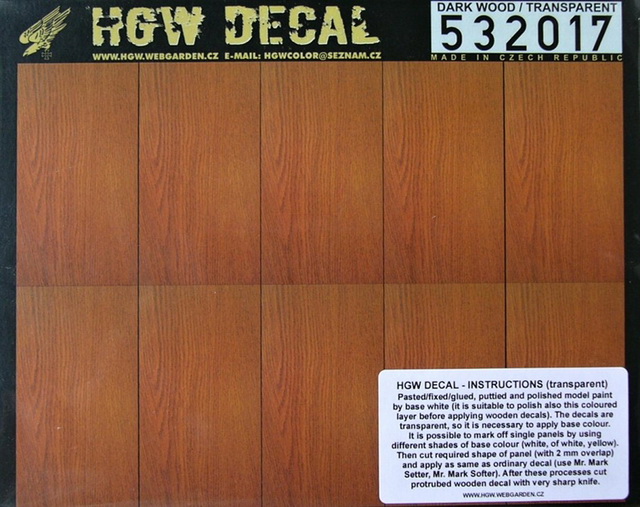 HGW DECAL
WWW.HGW.WEBGARDEN.CZ E-MAIL: HGWCOLOR@SEZNAM.CZ
DARK WOOD / TRANSPARENT
532017
MADE IN CZECH REPUBLIC
HGW DECAL - INSTRUCTIONS (transparent)
Pasted/fixed/glued, puttied and polished model paint
by base white (it is suitable to polish also this coloured
layer before applying wooden decals). The decals are
transparent, so it is necessary to apply base colour.
It is possible to mark off single panels by using
different shades of base colour (white, of white, yellow).
Then cut required shape of panel (with 2 mm overlap)
and apply as same as ordinary decal (use Mr. Mark
Setter, Mr. Mark Softer). After these processes cut
protrubed wooden decal with very sharp knife.
WWW.HGW.WEBGARDEN.CZ